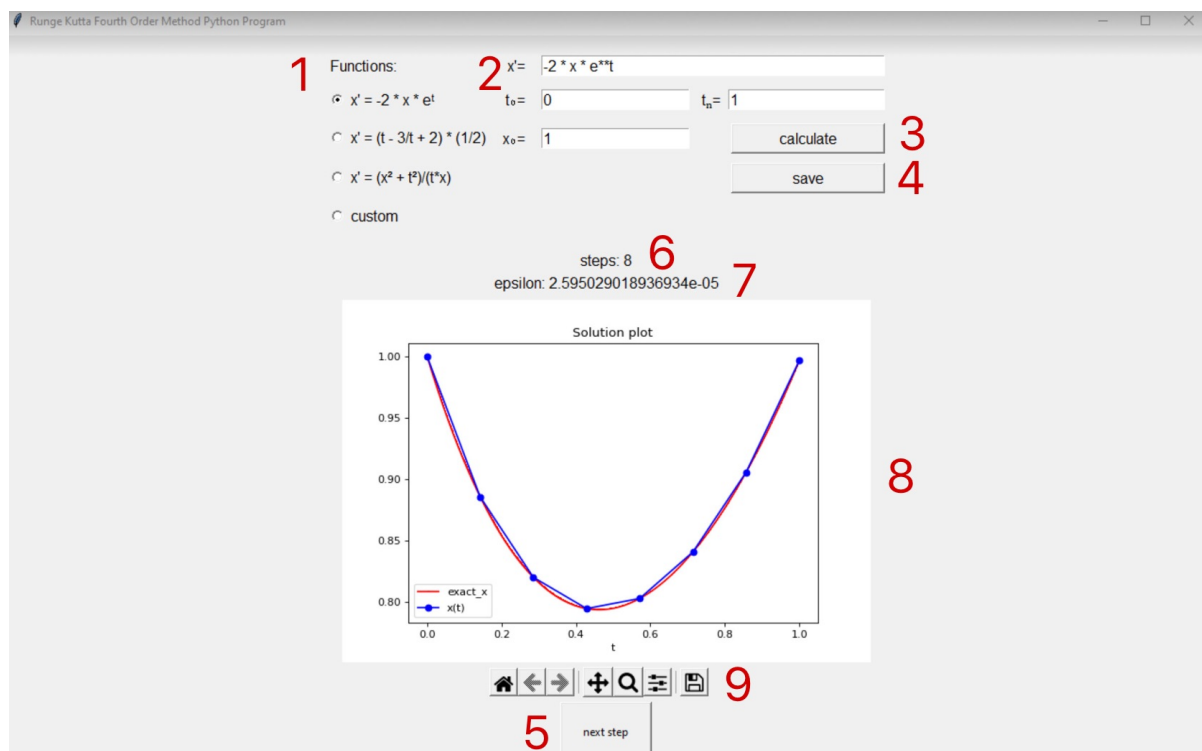 Runge Kutta Fourth Order Method Python Program
1 Functions: 2 x'= -2 * x * e**t
x' = -2 * x * eᵗ t₀= 0 tₙ= 1
x' = (t - 3/t + 2) * (1/2) x₀= 1 calculate 3
x' = (x² + t²)/(t*x) save 4
custom
steps: 8 6
epsilon: 2.595029018936934e-05 7
Solution plot
1.00
0.95
0.90
8
0.85
0.80
exact_x
x(t)
0.0 0.2 0.4 0.6 0.8 1.0
t
9
5 next step